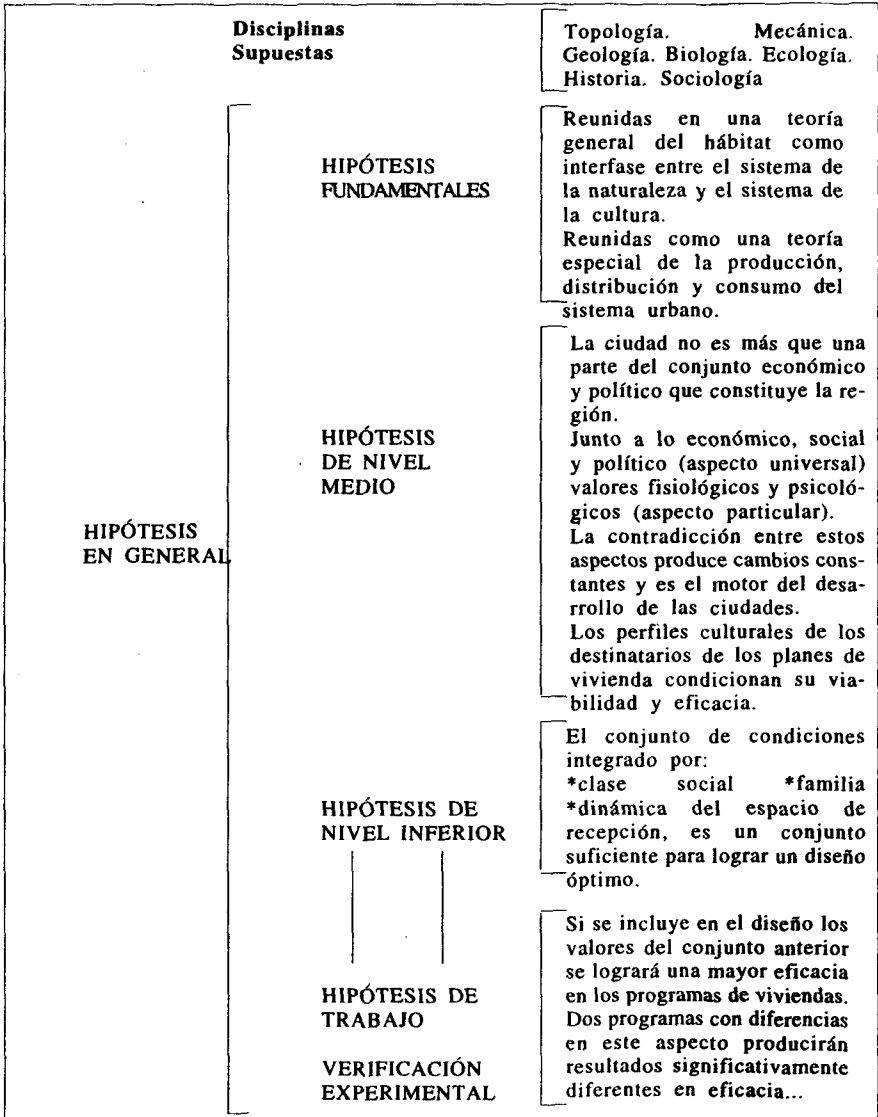 Disciplinas
Supuestas
Topología. Mecánica.
Geología. Biología. Ecología.
Historia. Sociología
HIPÓTESIS
EN GENERAL
HIPÓTESIS
FUNDAMENTALES
Reunidas en una teoría
general del hábitat como
interfase entre el sistema de
la naturaleza y el sistema de
la cultura.
Reunidas como una teoría
especial de la producción,
distribución y consumo del
sistema urbano.
HIPÓTESIS
DE NIVEL
MEDIO
La ciudad no es más que una
parte del conjunto económico
y político que constituye la re-
gión.
Junto a lo económico, social
y político (aspecto universal)
valores fisiológicos y psicoló-
gicos (aspecto particular).
La contradicción entre estos
aspectos produce cambios cons-
tantes y es el motor del desa-
rrollo de las ciudades.
Los perfiles culturales de los
destinatarios de los planes de
vivienda condicionan su via-
bilidad y eficacia.
HIPÓTESIS DE
NIVEL INFERIOR
El conjunto de condiciones
integrado por:
*clase social *familia
*dinámica del espacio de
recepción, es un conjunto
suficiente para lograr un diseño
óptimo.
HIPÓTESIS DE
TRABAJO
VERIFICACIÓN
EXPERIMENTAL
Si se incluye en el diseño los
valores del conjunto anterior
se logrará una mayor eficacia
en los programas de viviendas.
Dos programas con diferencias
en este aspecto producirán
resultados significativamente
diferentes en eficacia...